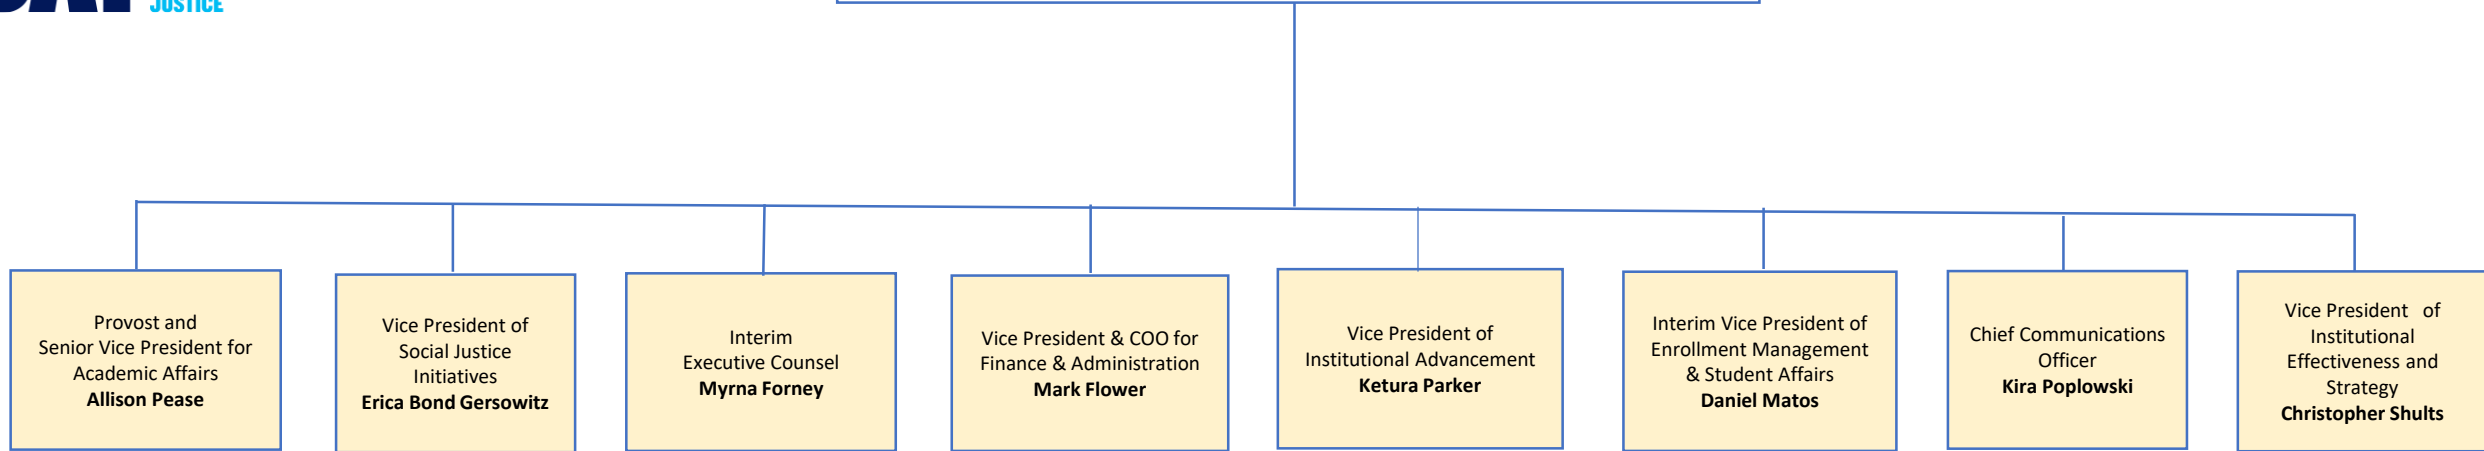 JUSTICE
Provost and
Senior Vice President for
Academic Affairs
Allison Pease
Vice President of
Social Justice
Initiatives
Erica Bond Gersowitz
Interim
Executive Counsel
Myrna Forney
Vice President & COO for
Finance & Administration
Mark Flower
Vice President of
Institutional Advancement
Ketura Parker
Interim Vice President of
Enrollment Management
& Student Affairs
Daniel Matos
Chief Communications
Officer
Kira Poplowski
Vice President of
Institutional
Effectiveness and
Strategy
Christopher Shults